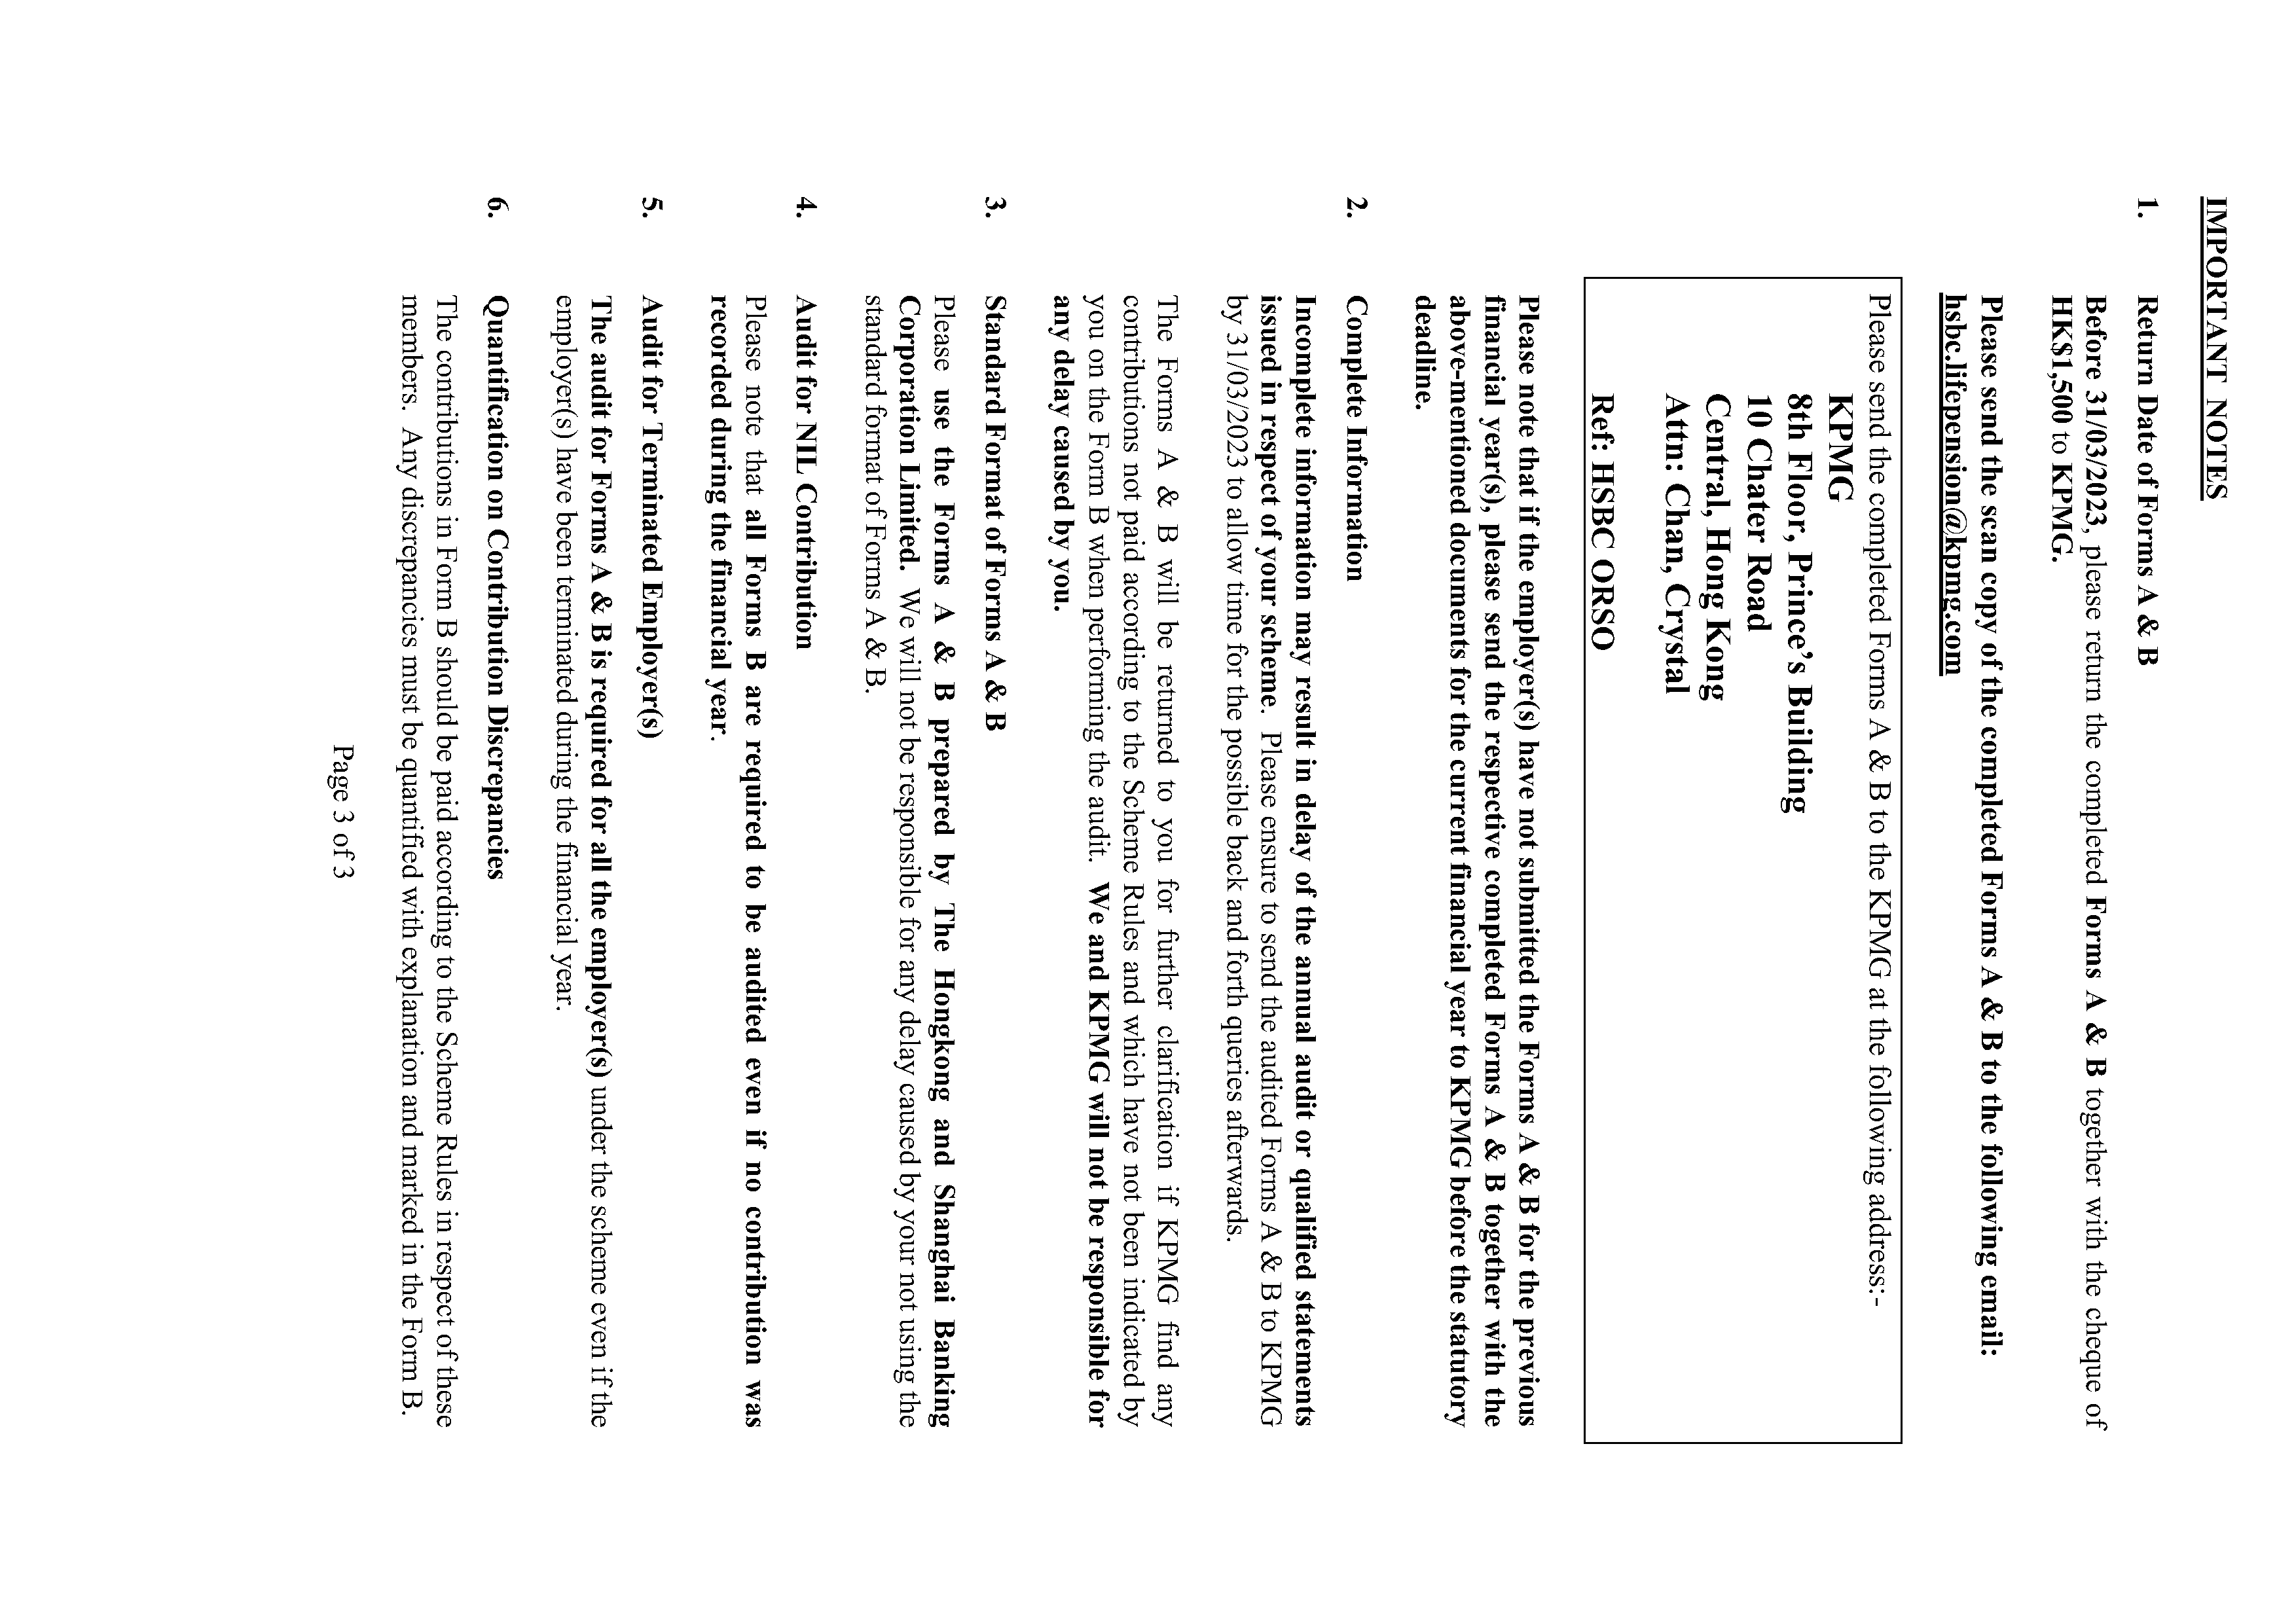 IMPORTANT NOTES
1. Return Date of Forms A & B
Before 31/03/2023, please return the completed Forms A & B together with the cheque of
HK$1,500 to KPMG.
Please send the scan copy of the completed Forms A & B to the following email:
hsbc.lifepension@kpmg.com
Please send the completed Forms A & B to the KPMG at the following address:-
KPMG
8th Floor, Prince's Building
10 Chater Road
Central, Hong Kong
Attn: Chan, Crystal
Ref: HSBC ORSO
Please note that if the employer(s) have not submitted the Forms A & B for the previous
financial year(s), please send the respective completed Forms A & B together with the
above-mentioned documents for the current financial year to KPMG before the statutory
deadline.
2. Complete Information
Incomplete information may result in delay of the annual audit or qualified statements
issued in respect of your scheme. Please ensure to send the audited Forms A & B to KPMG
by 31/03/2023 to allow time for the possible back and forth queries afterwards.
The Forms A & B will be returned to you for further clarification if KPMG find any
contributions not paid according to the Scheme Rules and which have not been indicated by
you on the Form B when performing the audit. We and KPMG will not be responsible for
any delay caused by you.
3. Standard Format of Forms A & B
Please use the Forms A & B prepared by The Hongkong and Shanghai Banking
Corporation Limited. We will not be responsible for any delay caused by your not using the
standard format of Forms A & B.
4. Audit for NIL Contribution
Please note that all Forms B are required to be audited even if no contribution was
recorded during the financial year.
5. Audit for Terminated Employer(s)
The audit for Forms A & B is required for all the employer(s) under the scheme even if the
employer(s) have been terminated during the financial year.
6. Quantification on Contribution Discrepancies
The contributions in Form B should be paid according to the Scheme Rules in respect of these
members. Any discrepancies must be quantified with explanation and marked in the Form B.
Page 3 of 3